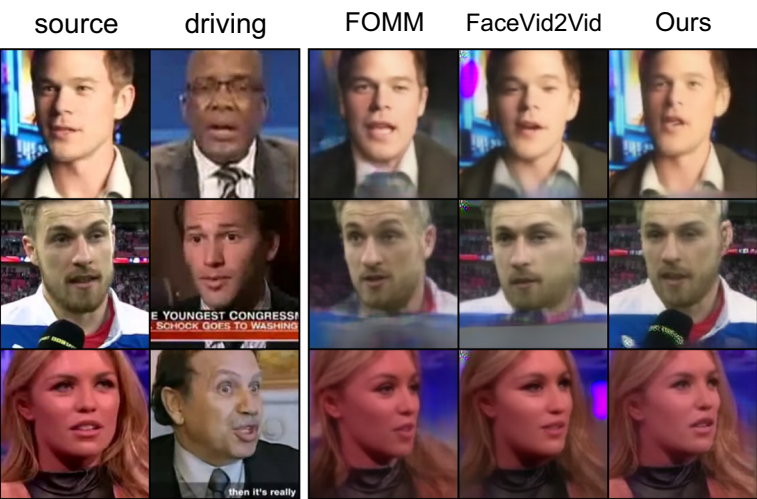 source driving FOMM FaceVid2Vid Ours
E YOUNGEST CONGRESSM
SCHOCK GOES TO WASHING
then it's really